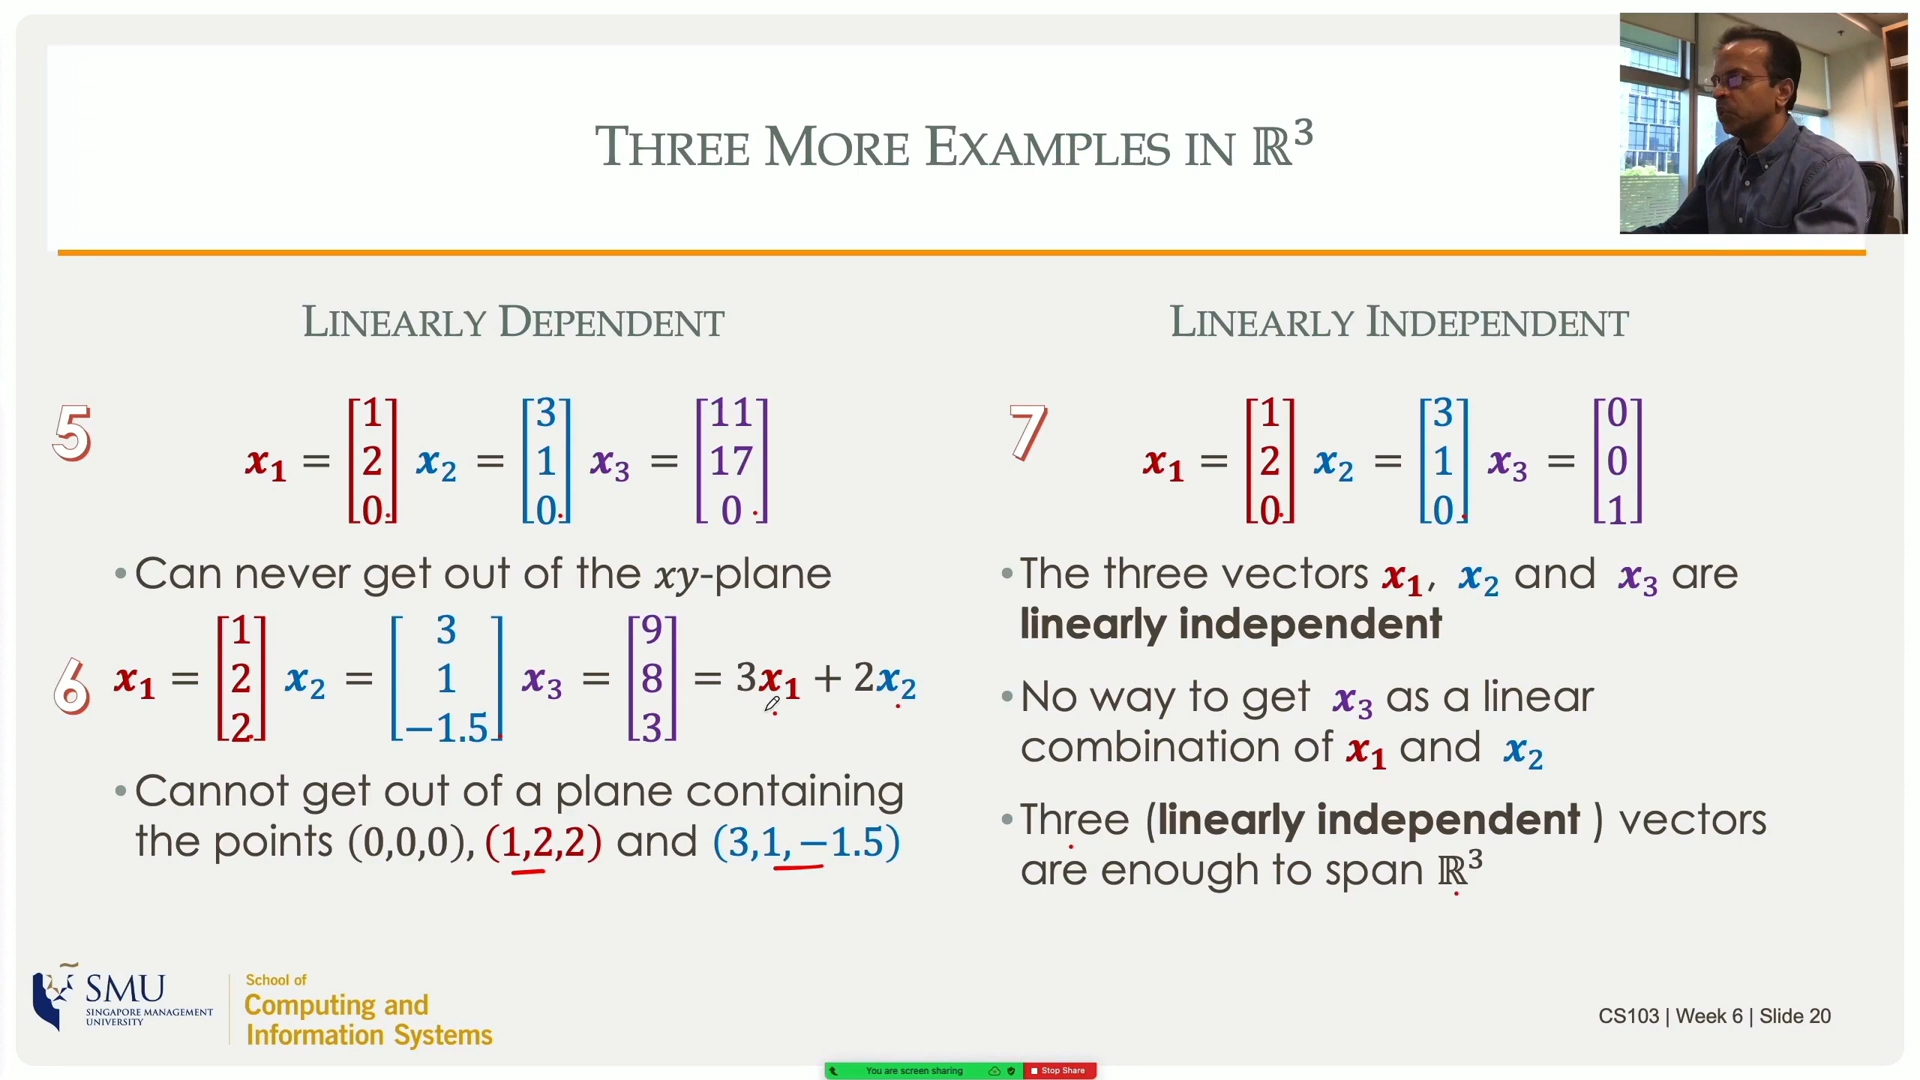 THREE MORE EXAMPLES IN ℝ³
LINEARLY DEPENDENT
5
x₁ = [1 2 0] x₂ = [3 1 0] x₃ = [11 17 0]
•Can never get out of the xy-plane
6
x₁ = [1 2 2] x₂ = [3 1 −1.5] x₃ = [9 8 3] = 3x₁ + 2x₂
•Cannot get out of a plane containing
the points (0,0,0), (1,2,2) and (3,1,−1.5)
LINEARLY INDEPENDENT
7
x₁ = [1 2 0] x₂ = [3 1 0] x₃ = [0 0 1]
•The three vectors x₁, x₂ and x₃ are
linearly independent
•No way to get x₃ as a linear
combination of x₁ and x₂
•Three (linearly independent ) vectors
are enough to span ℝ³
SMU
SINGAPORE MANAGEMENT
UNIVERSITY
School of
Computing and
Information Systems
CS103 | Week 6 | Slide 20
You are screen sharing
Stop Share